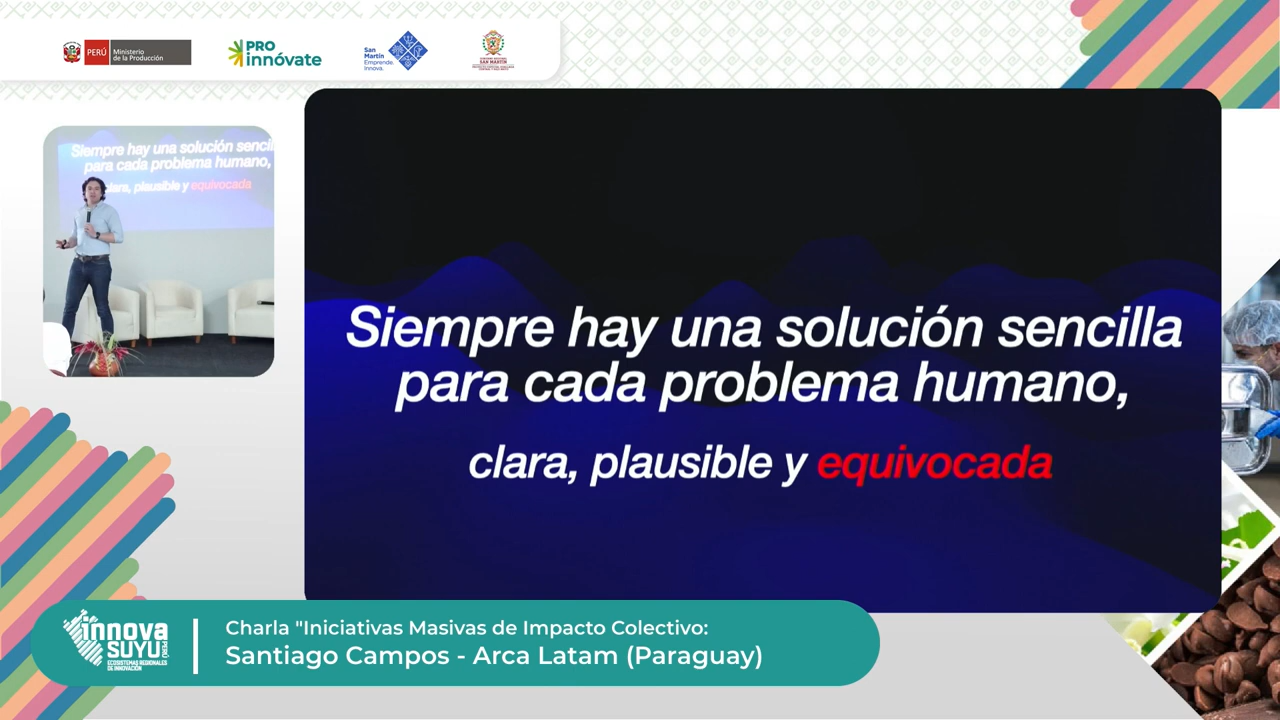 PERÚ
Ministerio
de la Producción
PRO
innóvate
San
Martín
Emprende.
Innova.
SAN MARTÍN
Siempre hay una solución sencil
para cada problema humano,
clara, plausible y equivocada
Siempre hay una solución sencilla
para cada problema humano,
clara, plausible y equivocada
innova
SUYU
PERÚ
ECOSISTEMAS REGIONALES
DE INNOVACIÓN
Charla "Iniciativas Masivas de Impacto Colectivo:
Santiago Campos - Arca Latam (Paraguay)